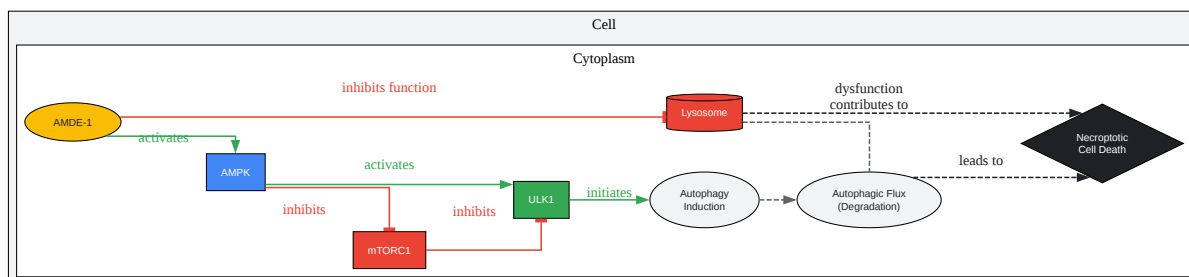 Cell
Cytoplasm
inhibits function
dysfunction
contributes to
AMDE-1
Lysosome
activates
Necroptotic
Cell Death
AMPK
activates
leads to
ULK1
initiates
Autophagy
Induction
Autophagic Flux
(Degradation)
inhibits
inhibits
mTORC1